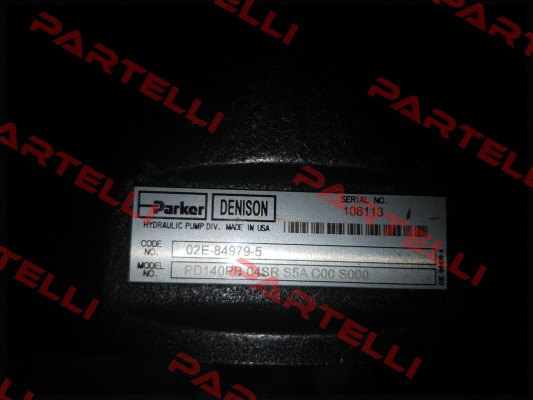 PARTELLI
Parker
DENISON
SERIAL NO.
108113
HYDRAULIC PUMP DIV. MADE IN USA
CODE NO.
02E-84979-5
MODEL NO.
PD140PB 04SR S5A C00 S000